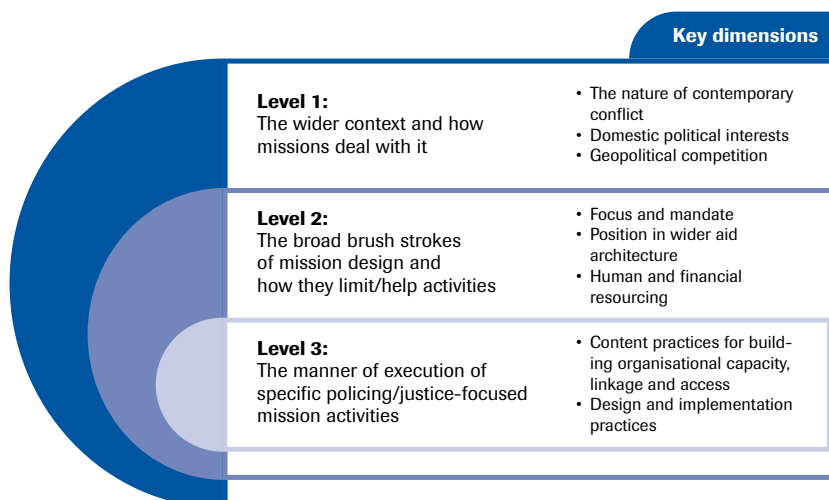 Key dimensions
Level 1:
The wider context and how
missions deal with it
• The nature of contemporary
conflict
• Domestic political interests
• Geopolitical competition
Level 2:
The broad brush strokes
of mission design and
how they limit/help activities
• Focus and mandate
• Position in wider aid
architecture
• Human and financial
resourcing
Level 3:
The manner of execution of
specific policing/justice-focused
mission activities
• Content practices for build-
ing organisational capacity,
linkage and access
• Design and implementation
practices